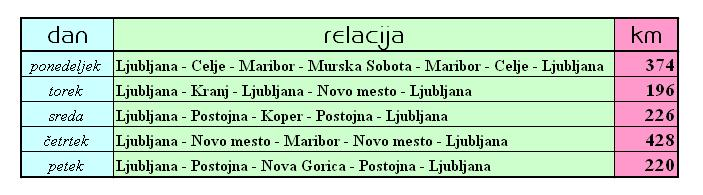 dan relacija km
ponedeljek Ljubljana - Celje - Maribor - Murska Sobota - Maribor - Celje - Ljubljana 374
torek Ljubljana - Kranj - Ljubljana - Novo mesto - Ljubljana 196
sreda Ljubljana - Postojna - Koper - Postojna - Ljubljana 226
četrtek Ljubljana - Novo mesto - Maribor - Novo mesto - Ljubljana 428
petek Ljubljana - Postojna - Nova Gorica - Postojna - Ljubljana 220